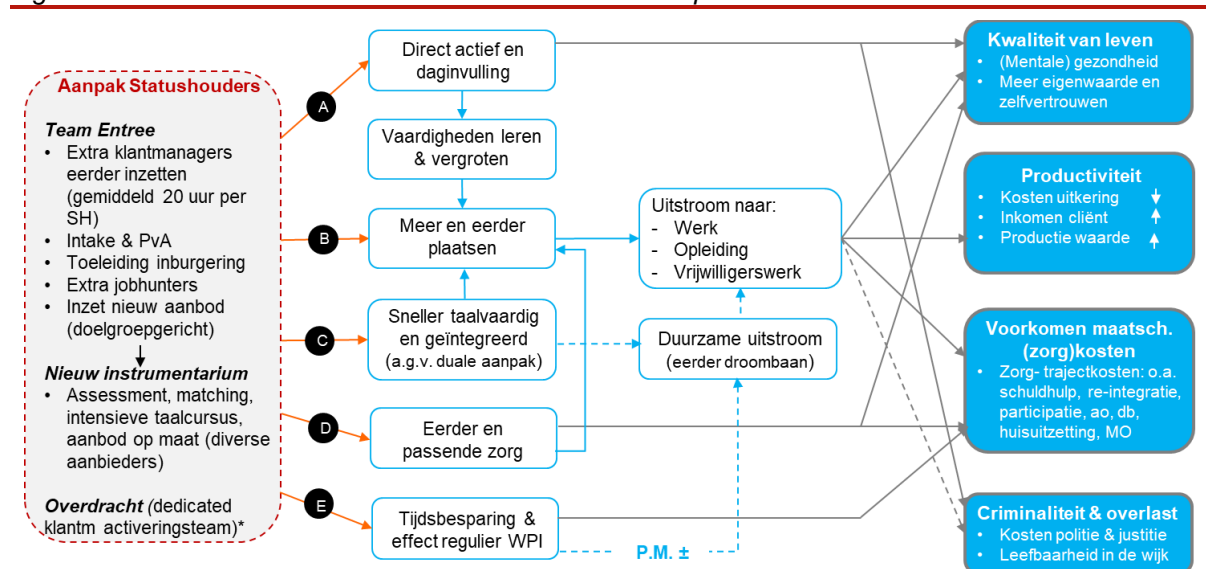 Aanpak Statushouders
Team Entree
• Extra klantmanagers
eerder inzetten
(gemiddeld 20 uur per
SH)
• Intake & PvA
• Toeleiding inburgering
• Extra jobhunters
• Inzet nieuw aanbod
(doelgroepgericht)
Nieuw instrumentarium
• Assessment, matching,
intensieve taalcursus,
aanbod op maat (diverse
aanbieders)
Overdracht (dedicated
klantm activeringsteam)*
A
B
C
D
E
Direct actief en
daginvulling
Vaardigheden leren
& vergroten
Meer en eerder
plaatsen
Sneller taalvaardig
en geïntegreerd
(a.g.v. duale aanpak)
Eerder en
passende zorg
Tijdsbesparing &
effect regulier WPI
P.M. ±
Uitstroom naar:
- Werk
- Opleiding
- Vrijwilligerswerk
Duurzame uitstroom
(eerder droombaan)
Kwaliteit van leven
• (Mentale) gezondheid
• Meer eigenwaarde en
zelfvertrouwen
Productiviteit
• Kosten uitkering
• Inkomen cliënt
• Productie waarde
Voorkomen maatsch.
(zorg)kosten
• Zorg- trajectkosten: o.a.
schuldhulp, re-integratie,
participatie, ao, db,
huisuitzetting, MO
Criminaliteit & overlast
• Kosten politie & justitie
• Leefbaarheid in de wijk